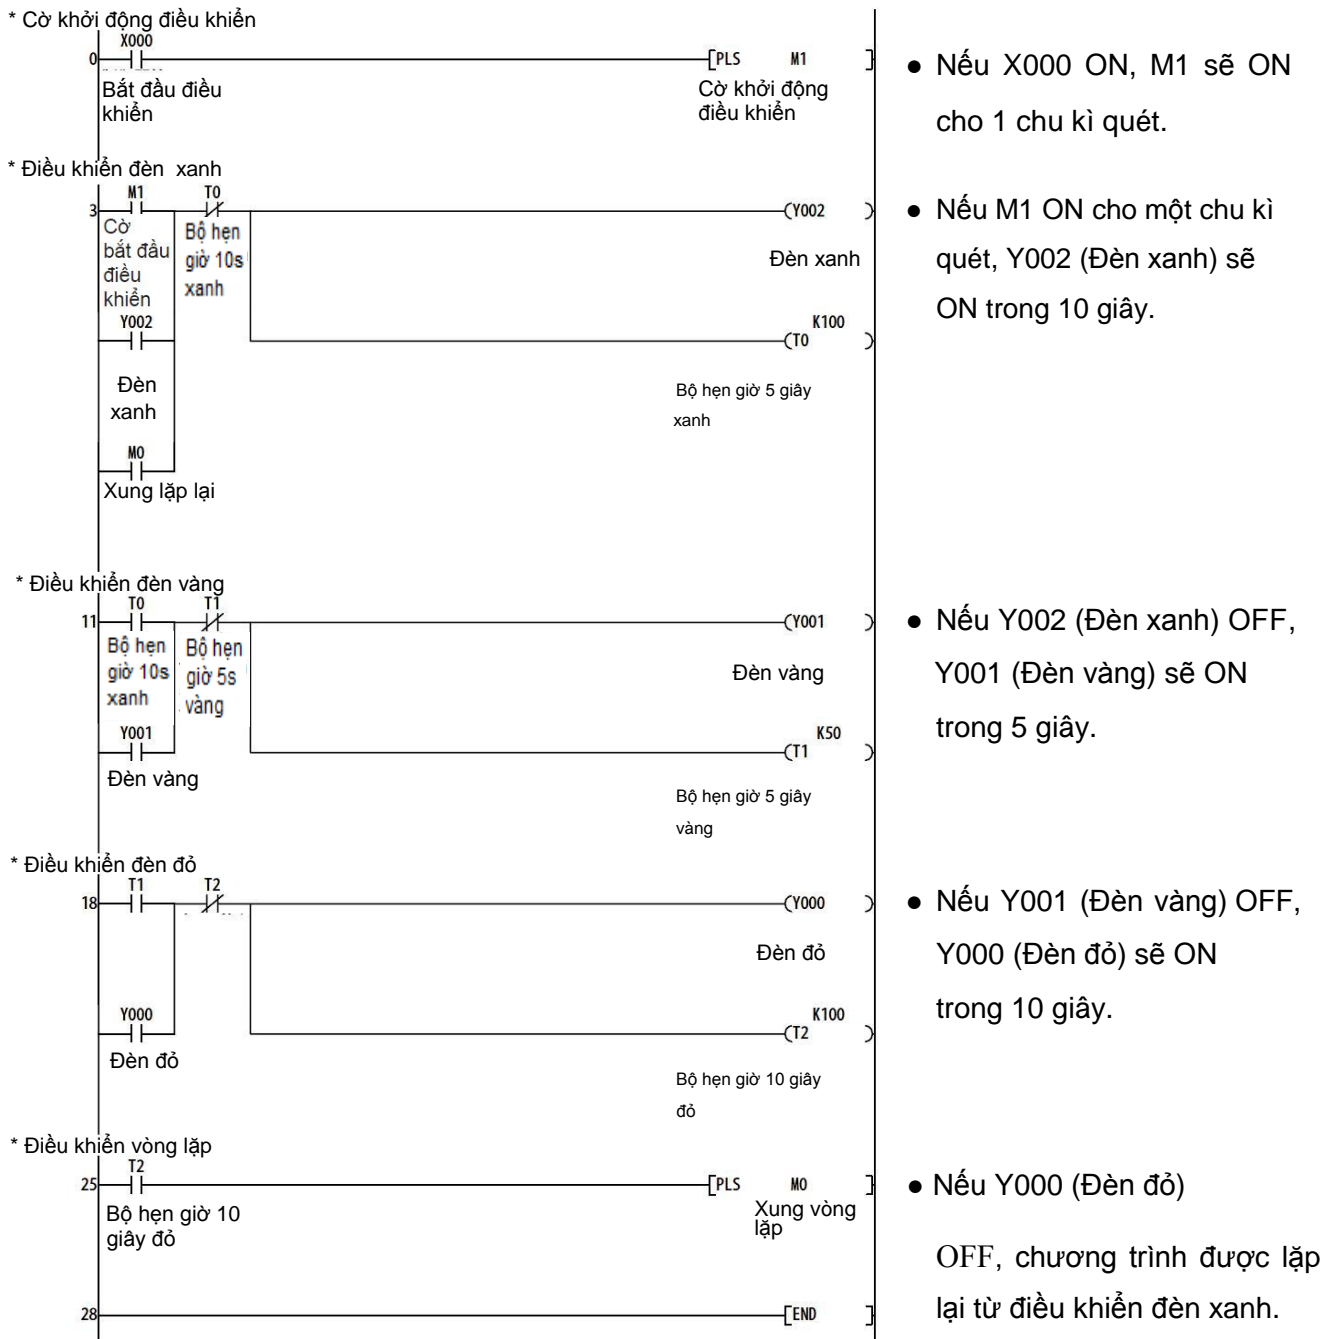 * Cờ khởi động điều khiển
X000
0
[PLS M1 ]
Bắt đầu điều
khiển
Cờ khởi động
điều khiển
● Nếu X000 ON, M1 sẽ ON
cho 1 chu kì quét.
* Điều khiển đèn xanh
M1 T0
3
(Y002 )
Cờ
bắt đầu
điều
khiển
Bộ hẹn
giờ 10s
xanh
Đèn xanh
Y002
K100
(T0 )
Đèn
xanh
Bộ hẹn giờ 5 giây
xanh
M0
Xung lặp lại
● Nếu M1 ON cho một chu kì
quét, Y002 (Đèn xanh) sẽ
ON trong 10 giây.
* Điều khiển đèn vàng
T0 T1
11
(Y001 )
Bộ hẹn
giờ 10s
xanh
Bộ hẹn
giờ 5s
vàng
Đèn vàng
Y001
K50
(T1 )
Đèn vàng
Bộ hẹn giờ 5 giây
vàng
● Nếu Y002 (Đèn xanh) OFF,
Y001 (Đèn vàng) sẽ ON
trong 5 giây.
* Điều khiển đèn đỏ
T1 T2
18
(Y000 )
Đèn đỏ
Y000
K100
(T2 )
Đèn đỏ
Bộ hẹn giờ 10 giây
đỏ
● Nếu Y001 (Đèn vàng) OFF,
Y000 (Đèn đỏ) sẽ ON
trong 10 giây.
* Điều khiển vòng lặp
T2
25
[PLS M0 ]
Bộ hẹn giờ 10
giây đỏ
Xung vòng
lặp
28
[END ]
● Nếu Y000 (Đèn đỏ)
OFF, chương trình được lặp
lại từ điều khiển đèn xanh.